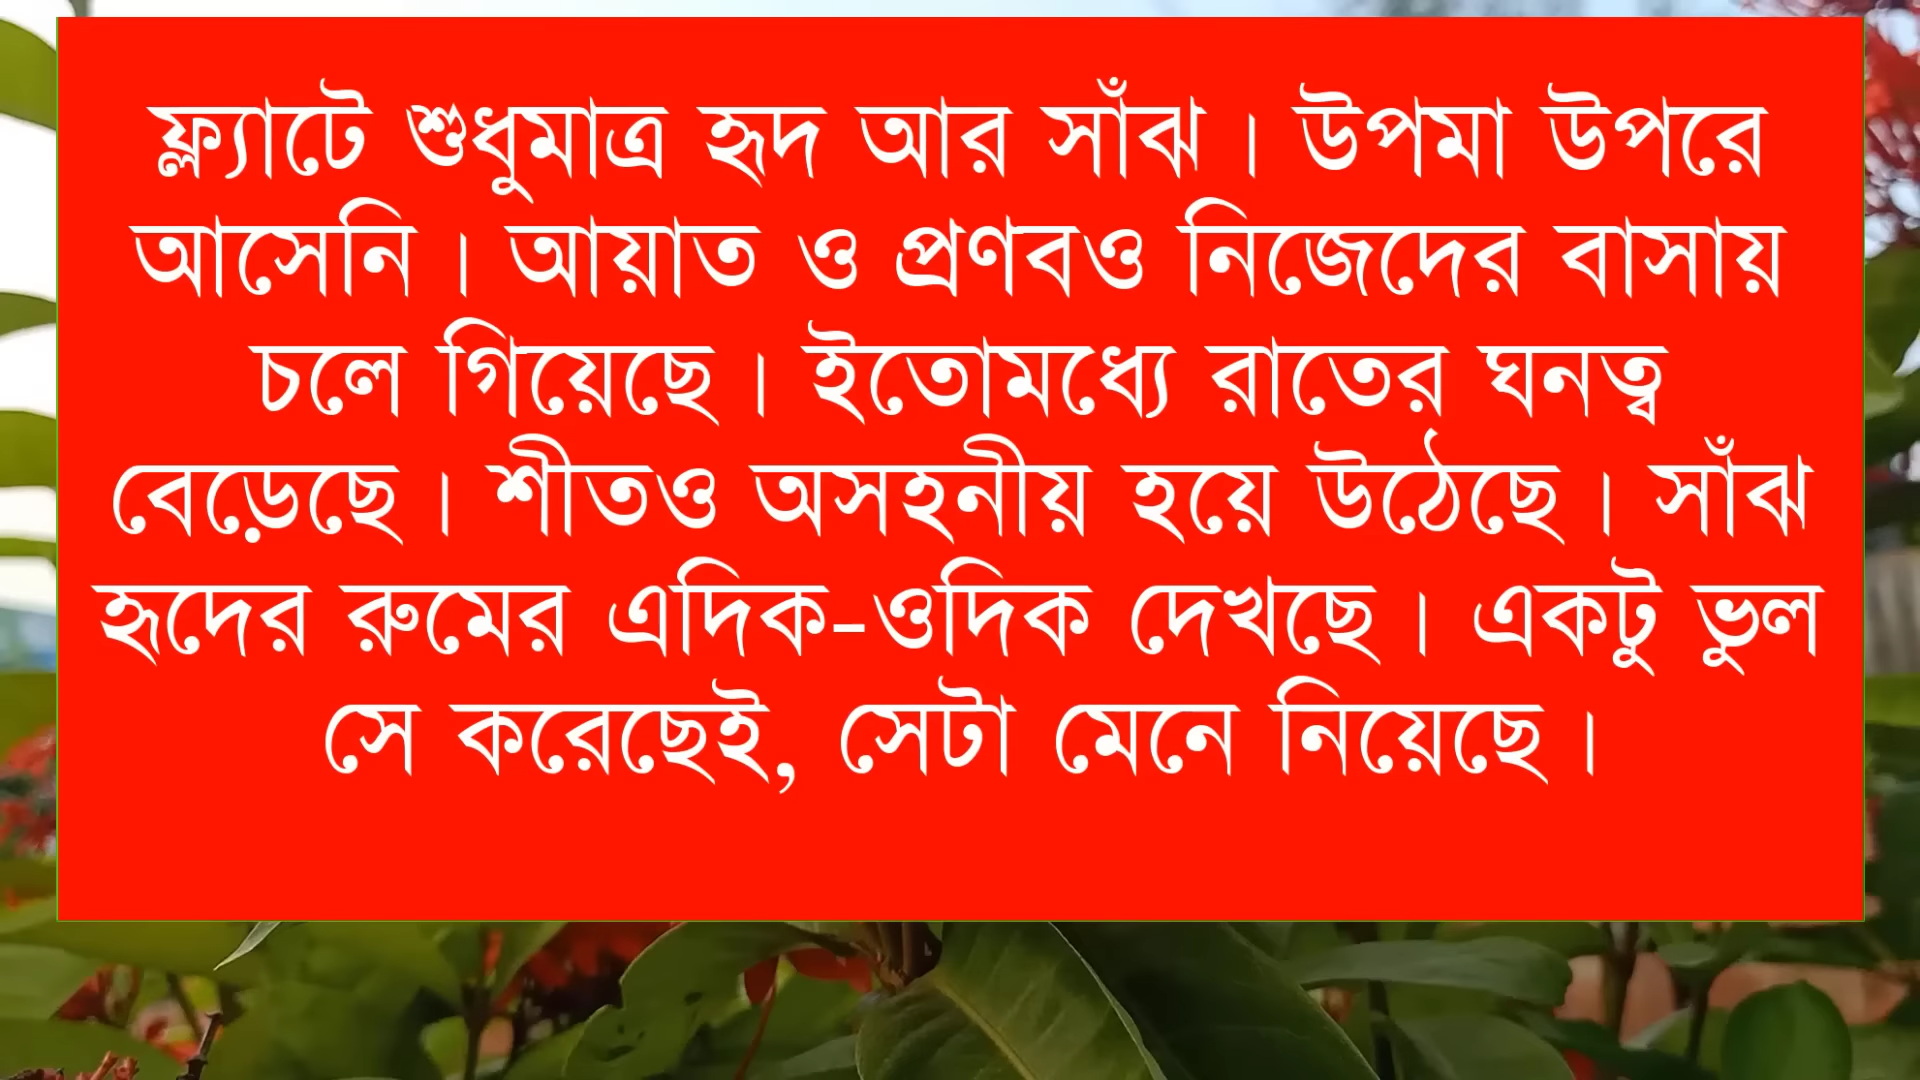 ফ্ল্যাটে শুধুমাত্র হৃদ আর সাঁঝ। উপমা উপরে
আসেনি। আয়াত ও প্রণবও নিজেদের বাসায়
চলে গিয়েছে। ইতোমধ্যে রাতের ঘনত্ব
বেড়েছে। শীতও অসহনীয় হয়ে উঠেছে। সাঁঝ
হৃদের রুমের এদিক-ওদিক দেখছে। একটু ভুল
সে করেছেই, সেটা মেনে নিয়েছে।